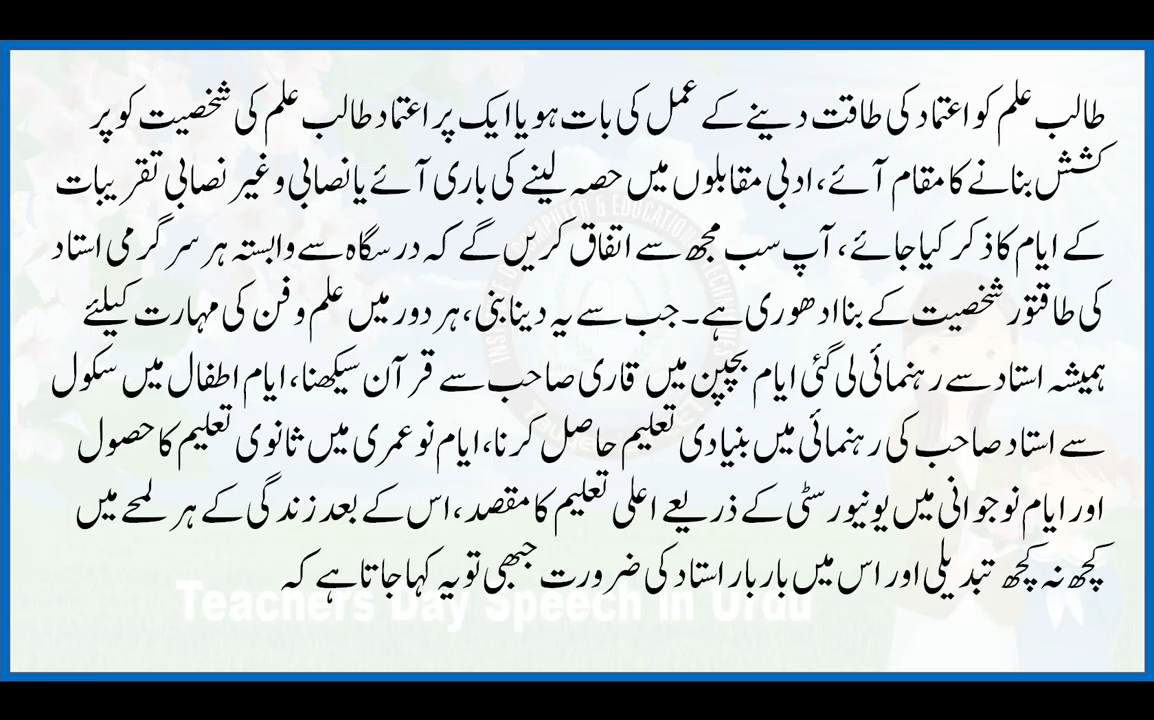 طالب علم کو اعتماد کی طاقت دینے کے عمل کی بات ہو یا ایک پر اعتماد طالب علم کی شخصیت کو پر
کشش بنانے کا مقام آئے، ادبی مقابلوں میں حصہ لینے کی باری آئے یا نصابی و غیر نصابی تقریبات
کے ایام کا ذکر کیا جائے، آپ سب مجھ سے اتفاق کریں گے کہ درسگاہ سے وابستہ ہر سر گرمی استاد
کی طاقتور شخصیت کے بنا ادھوری ہے۔ جب سے یہ دینا بنی، ہر دور میں علم و فن کی مہارت کیلئے
ہمیشہ استاد سے رہنمائی لی گئی ایام بچپن میں قاری صاحب سے قرآن سیکھنا، ایام اطفال میں سکول
سے استاد صاحب کی رہنمائی میں بنیادی تعلیم حاصل کرنا، ایام نو عمری میں ثانوی تعلیم کا حصول
اور ایام نوجوانی میں یونیورسٹی کے ذریعے اعلی تعلیم کا مقصد، اس کے بعد زندگی کے ہر لمحے میں
کچھ نہ کچھ تبدیلی اور اس میں بار بار استاد کی ضرورت جبھی تو یہ کہا جاتا ہے کہ
Teachers Day Speech in Urdu